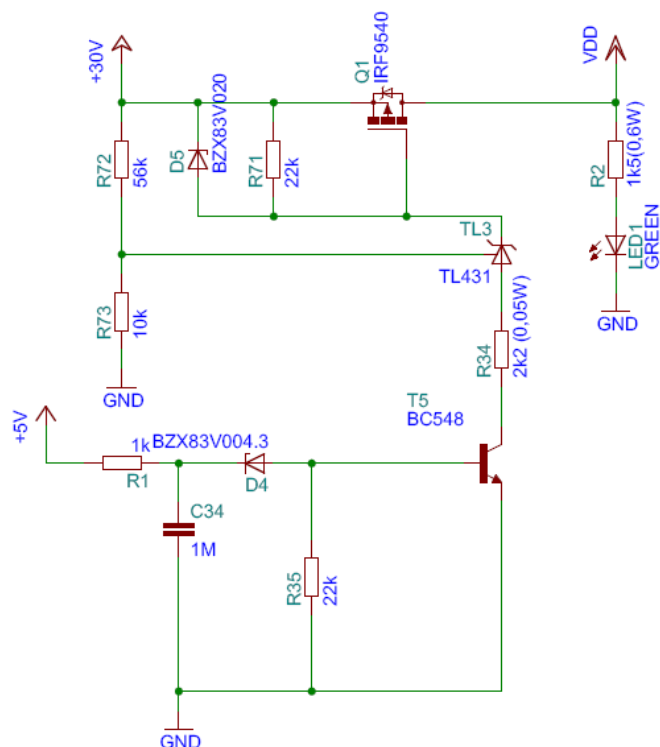 +30V
R72
56k
D5
BZX83V020
R71
22k
Q1
IRF9540
VDD
R2
1k5(0,6W)
LED1
GREEN
GND
TL3
TL431
R73
10k
GND
R34
2k2 (0,05W)
T5
BC548
+5V
1k
R1
BZX83V004.3
D4
C34
1M
R35
22k
GND